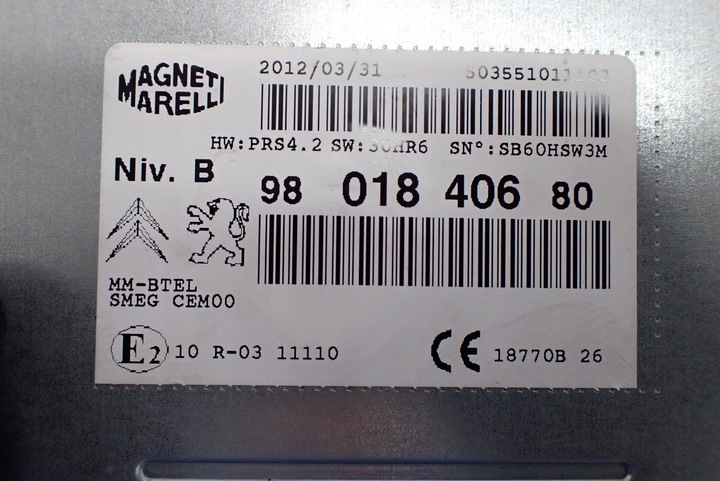 MAGNETI
MARELLI
2012/03/31
HW:PRS4.2 SN°:SB60HSW3M
Niv. B
98 018 406 80
MM-BTEL
SMEG CEM00
E2 10 R-03 11110
CE 18770B 26